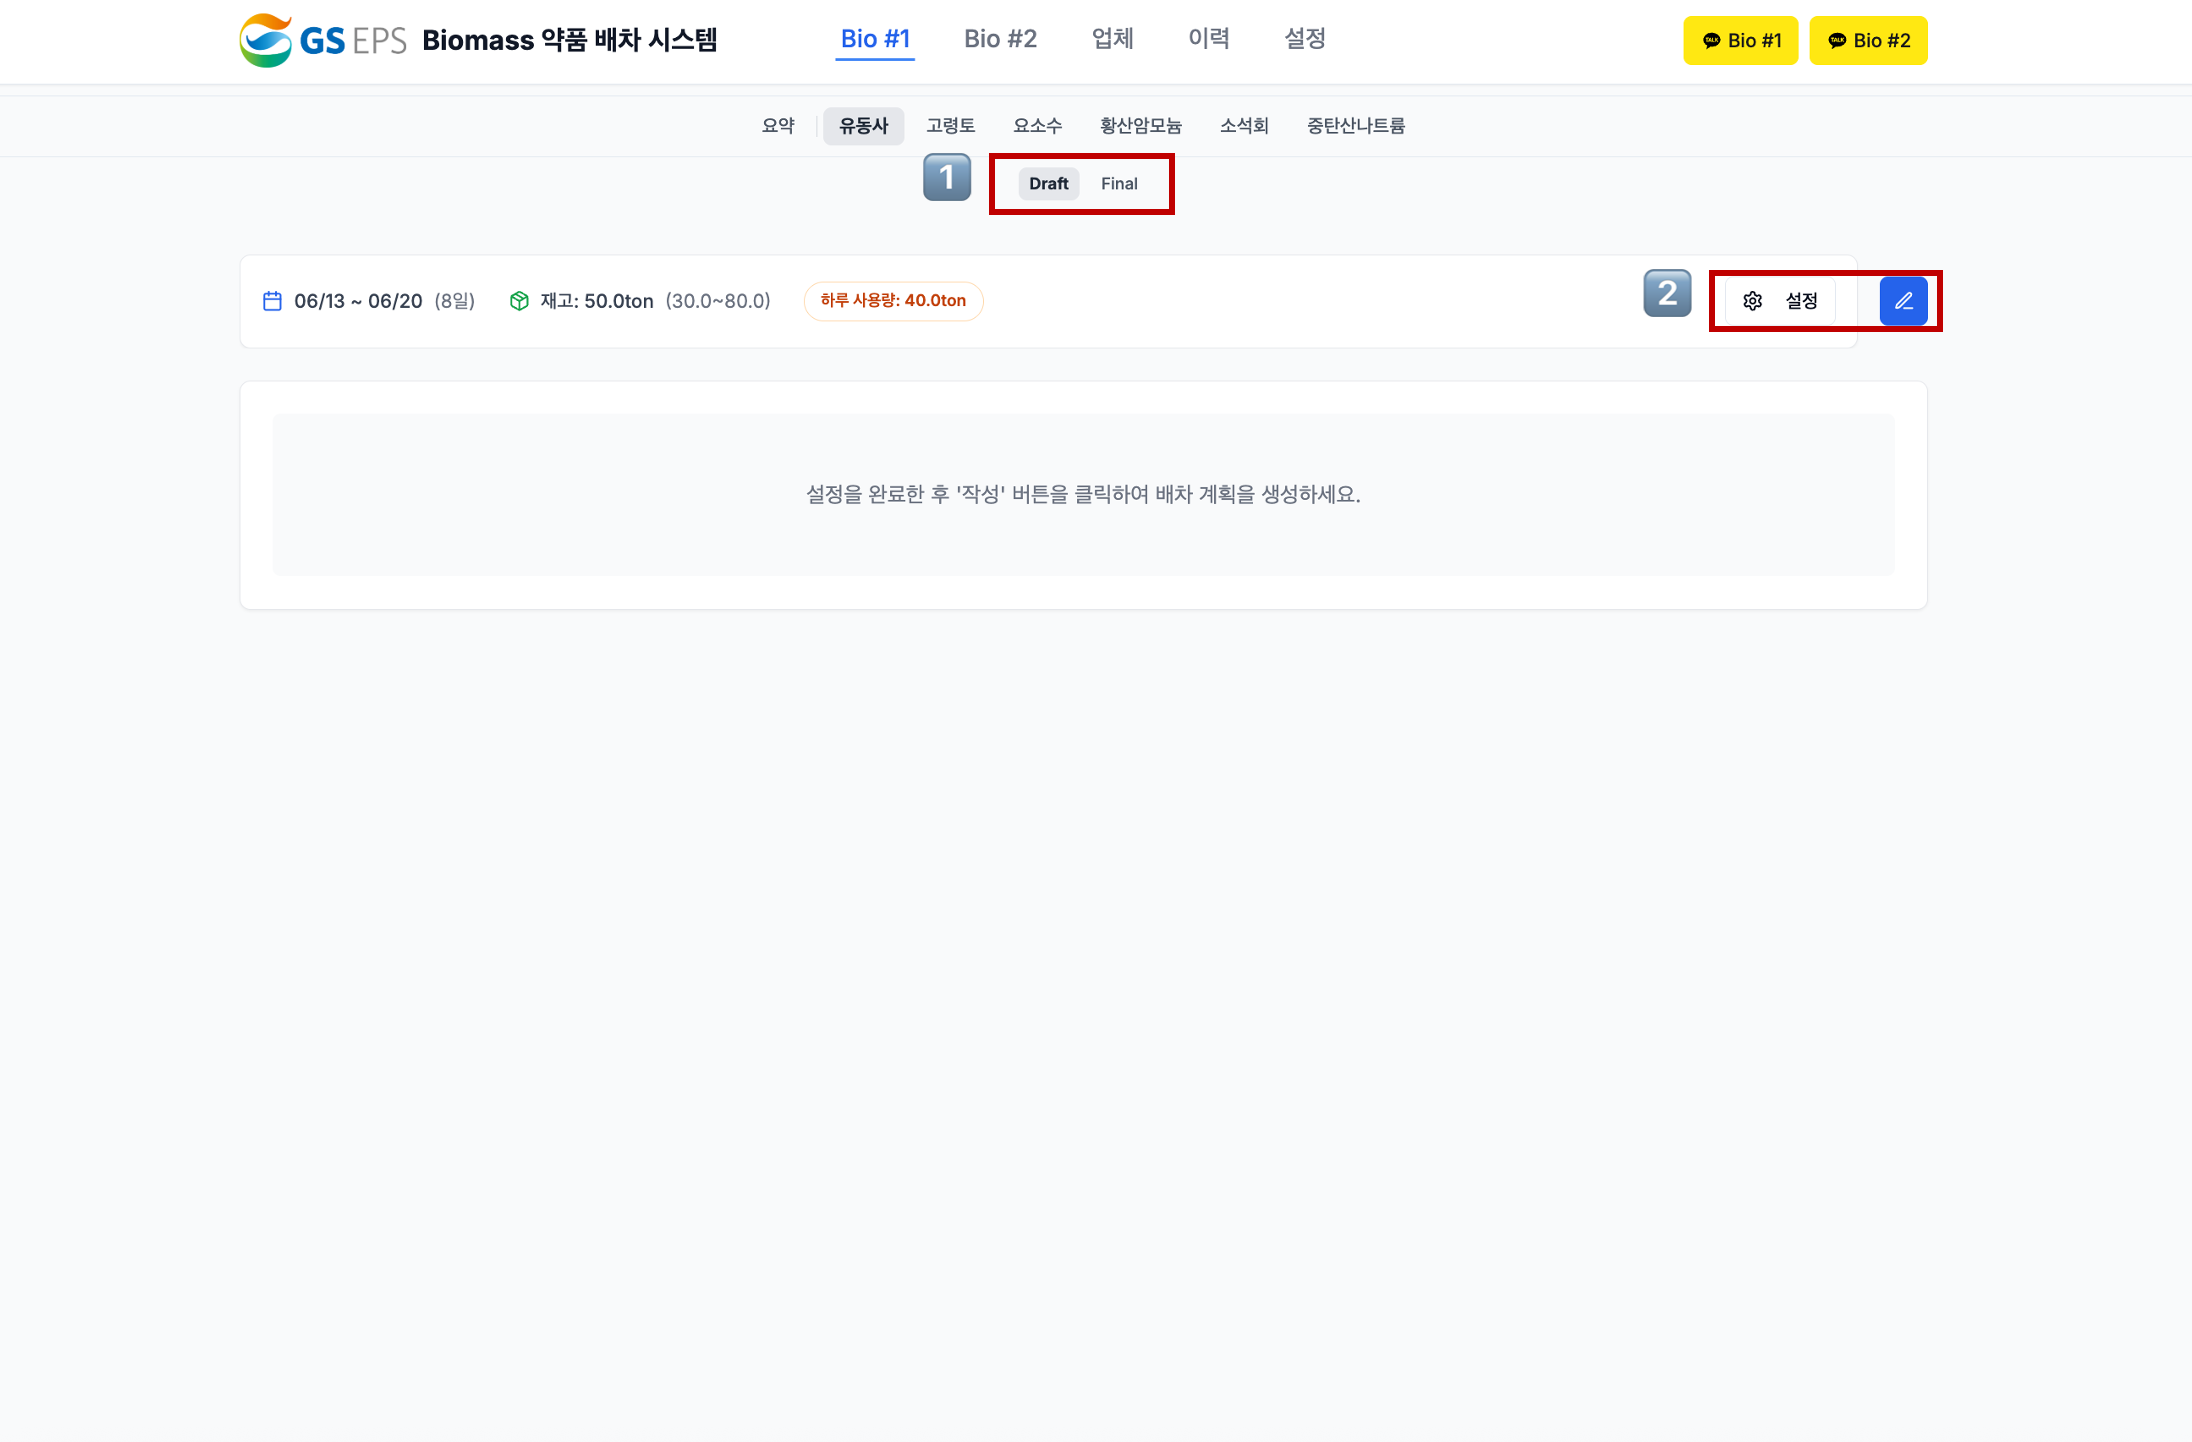 GS EPS Biomass 약품 배차 시스템 Bio #1 Bio #2 업체 이력 설정 TALK Bio #1 TALK Bio #2
요약 유동사 고령토 요소수 황산암모늄 소석회 중탄산나트륨
1 Draft Final
06/13 ~ 06/20 (8일) 재고: 50.0ton (30.0~80.0) 하루 사용량: 40.0ton 2 설정
설정을 완료한 후 '작성' 버튼을 클릭하여 배차 계획을 생성하세요.